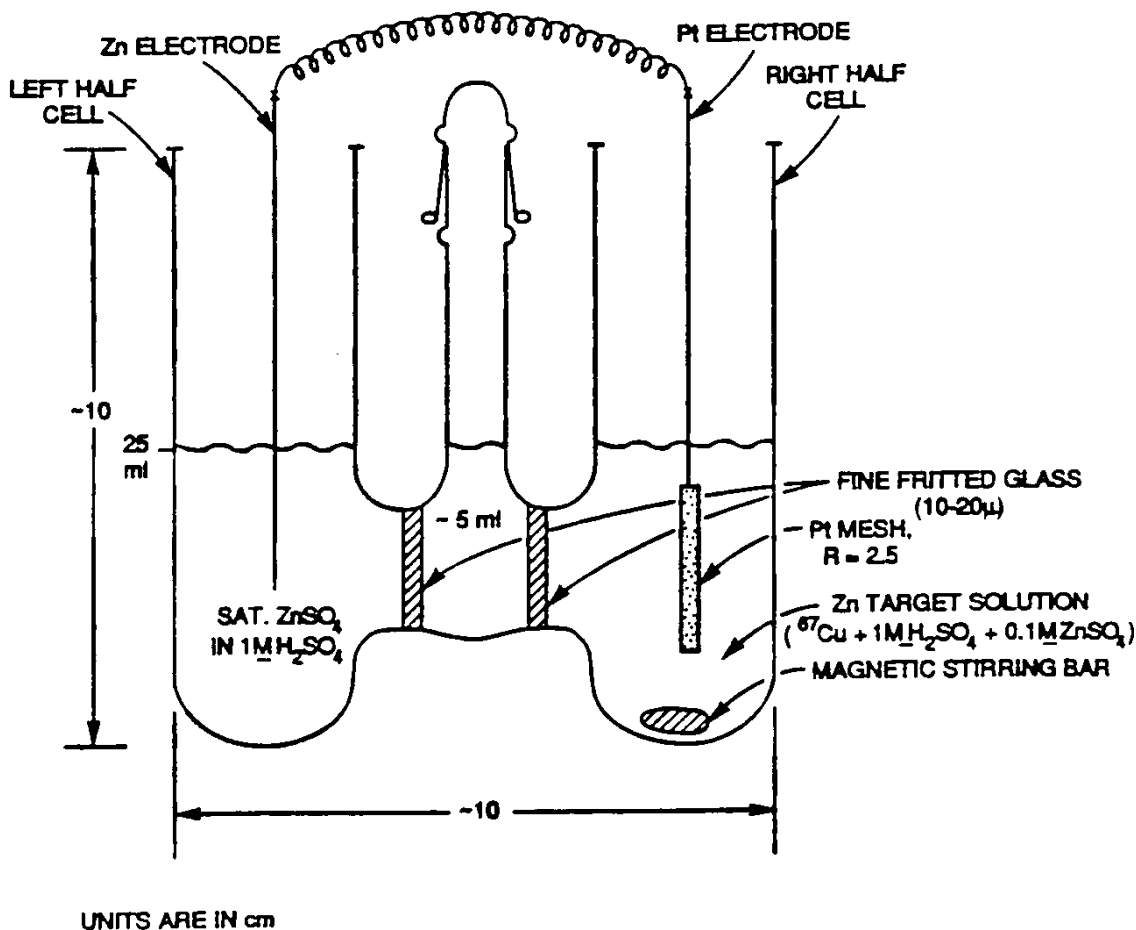 Zn ELECTRODE
Pt ELECTRODE
LEFT HALF
CELL
RIGHT HALF
CELL
~10
25
ml
~ 5 ml
FINE FRITTED GLASS
(10-20μ)
Pt MESH,
R = 2.5
SAT. ZnSO4
IN 1M H2SO4
Zn TARGET SOLUTION
(67Cu + 1M H2SO4 + 0.1M ZnSO4)
MAGNETIC STIRRING BAR
~10
UNITS ARE IN cm